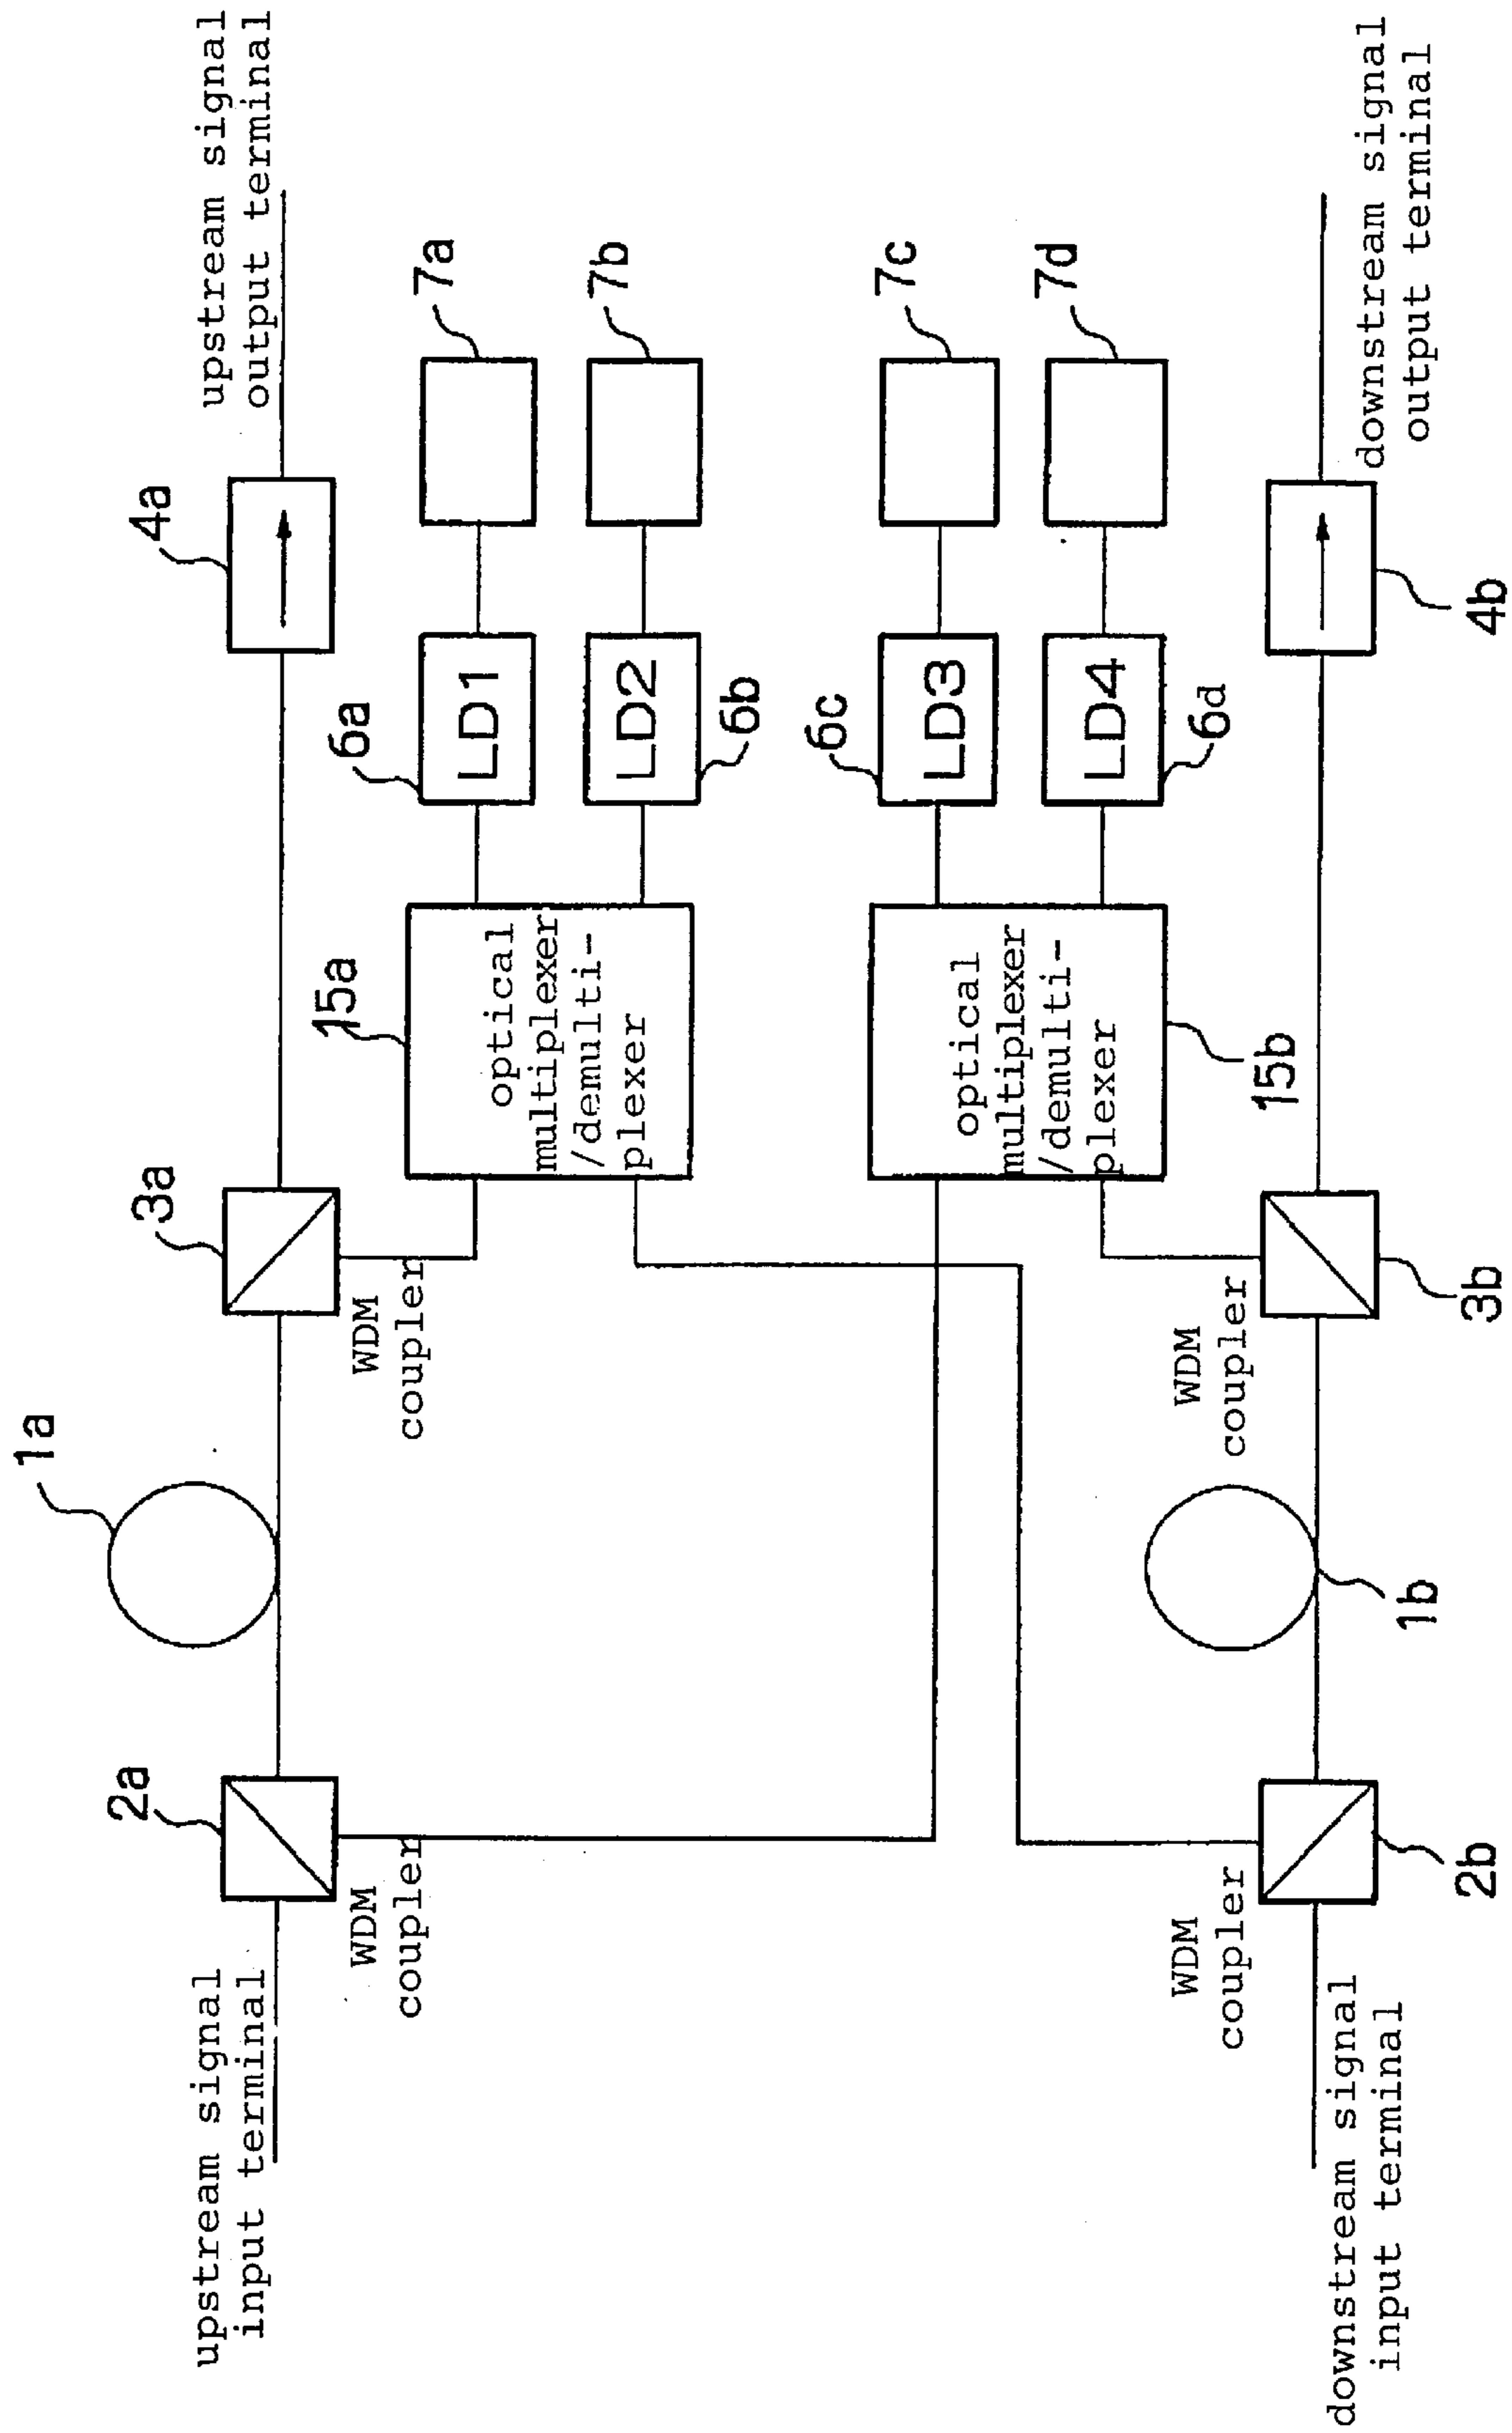 upstream signal
output terminal
4a
7a
7b
7c
7d
6a
LD1
LD2
6b
6c
LD3
LD4
6d
downstream signal
output terminal
4b
15a
optical
multiplexer
/demulti-
plexer
optical
multiplexer
/demulti-
plexer
15b
3a
WDM
coupler
WDM
coupler
3b
1a
1b
2a
WDM
coupler
WDM
coupler
2b
upstream signal
input terminal
downstream signal
input terminal